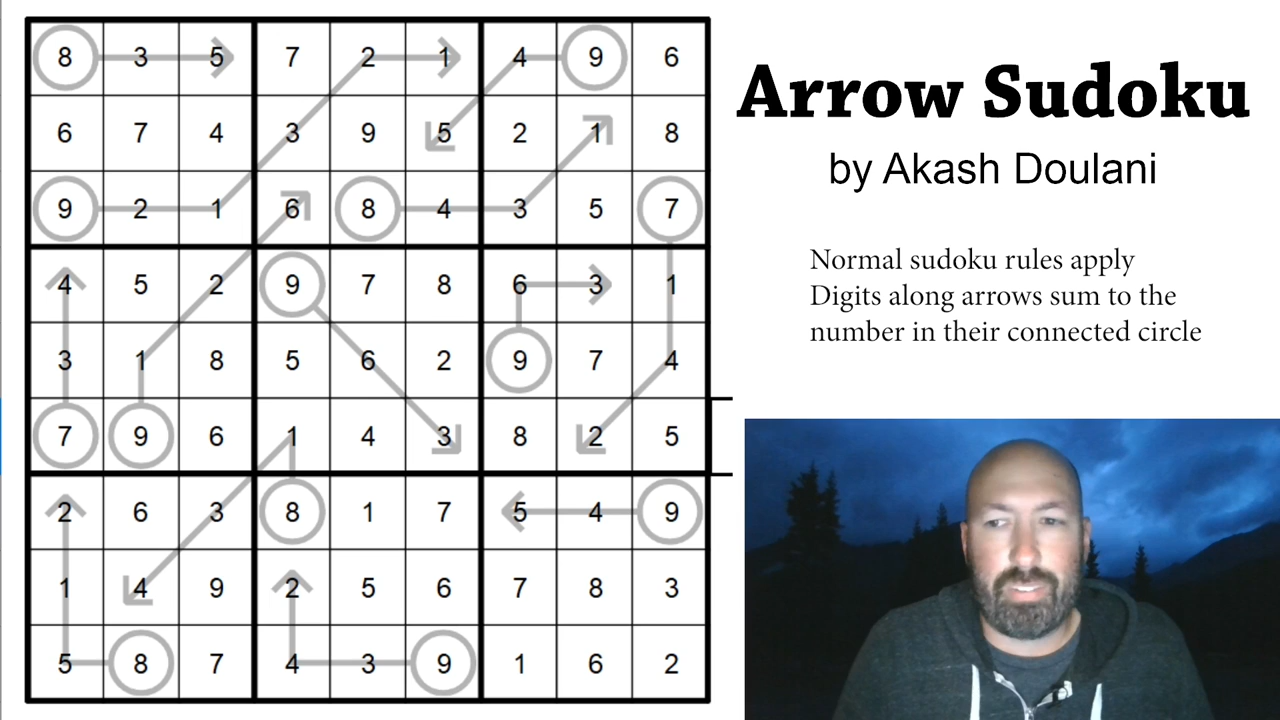 8 3 5 7 2 1 4 9 6
Arrow Sudoku
6 7 4 3 9 5 2 1 8
by Akash Doulani
9 2 1 6 8 4 3 5 7
Normal sudoku rules apply
4 5 2 9 7 8 6 3 1
Digits along arrows sum to the
number in their connected circle
3 1 8 5 6 2 9 7 4
7 9 6 1 4 3 8 2 5
2 6 3 8 1 7 5 4 9
1 4 9 2 5 6 7 8 3
5 8 7 4 3 9 1 6 2